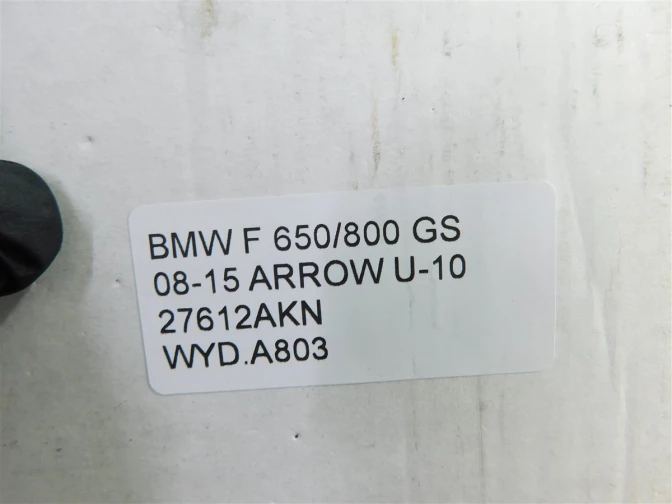 BMW F 650/800 GS
08-15 ARROW U-10
27612AKN
WYD.A803